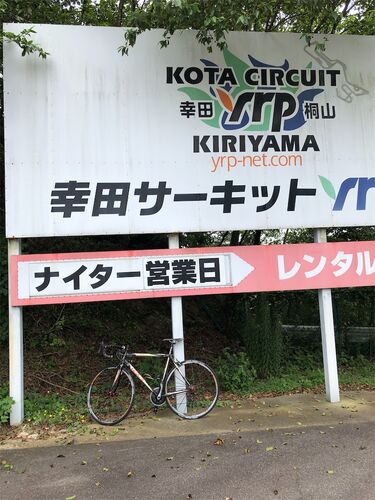 KOTA CIRCUIT
幸田 yrp 桐山
KIRIYAMA
yrp-net.com
幸田サーキット yr
ナイター営業日 レンタル